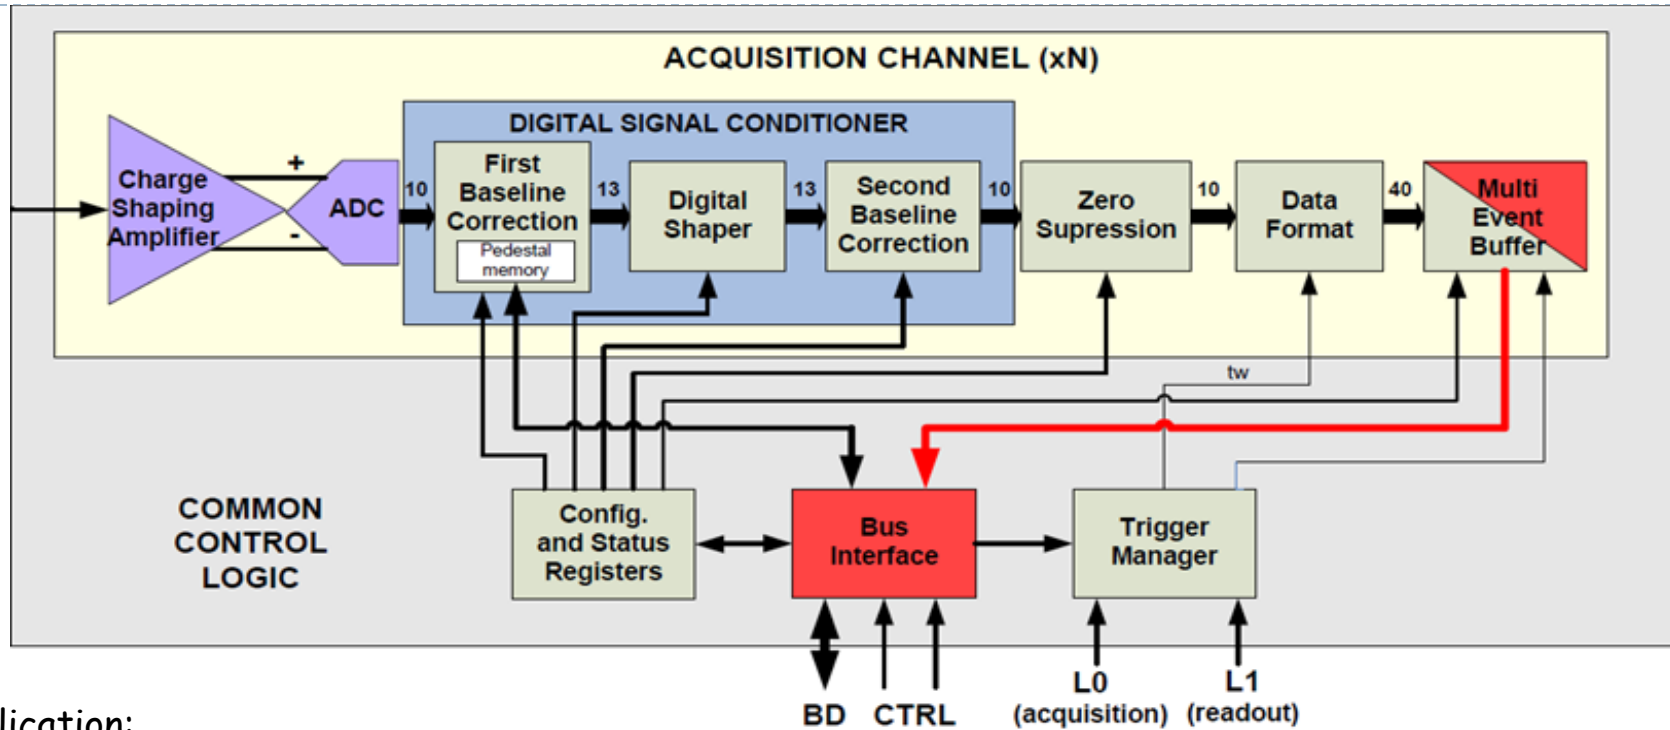 ACQUISITION CHANNEL (xN)
DIGITAL SIGNAL CONDITIONER
Charge
Shaping
Amplifier
+
-
ADC
10
First
Baseline
Correction
Pedestal
memory
13
Digital
Shaper
13
Second
Baseline
Correction
10
Zero
Supression
10
Data
Format
40
Multi
Event
Buffer
tw
COMMON
CONTROL
LOGIC
Config.
and Status
Registers
Bus
Interface
Trigger
Manager
BD
CTRL
L0
(acquisition)
L1
(readout)
lication: